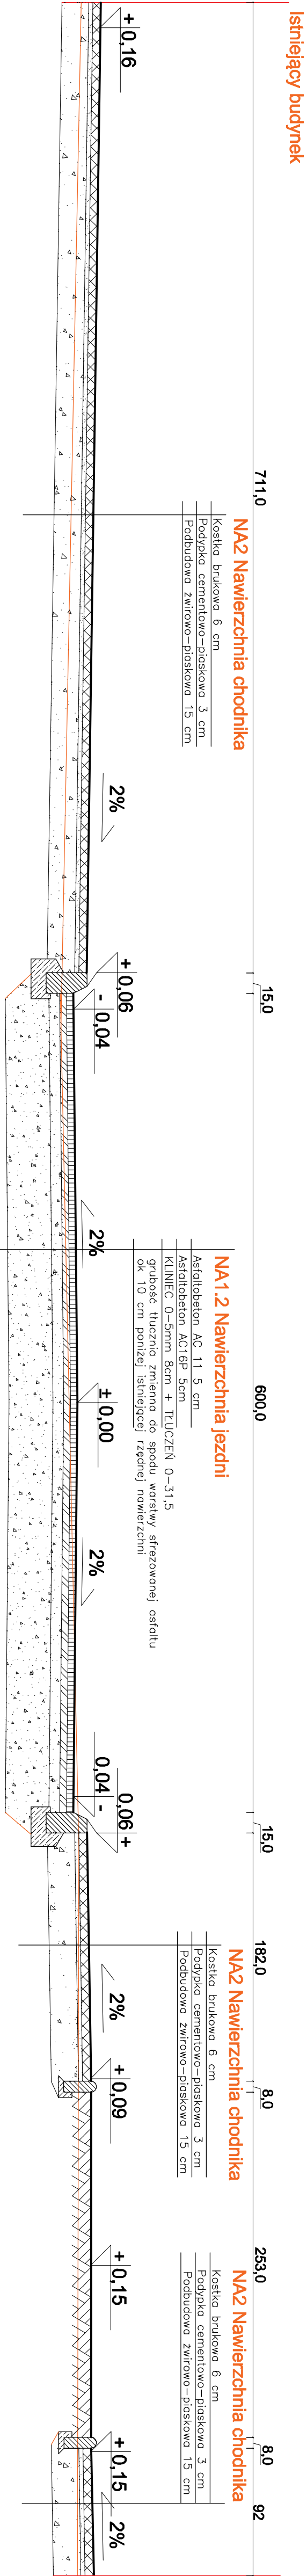 Istniejący budynek
711,0
15,0
600,0
15,0
182,0
8,0
253,0
8,0
92
NA2 Nawierzchnia chodnika
Kostka brukowa 6 cm
Podypka cementowo-piaskowa 3 cm
Podbudowa żwirowo-piaskowa 15 cm
NA1.2 Nawierzchnia jezdni
Asfaltobeton AC 11 5 cm
Asfaltobeton AC16P 5cm
KLINIEC 0-5mm 8cm + TŁUCZEŃ 0-31,5
grubość tłucznia zmienna do spodu warstwy sfrezowanej asfaltu
ok 10 cm poniżej istniejącej rzędnej nawierzchni
NA2 Nawierzchnia chodnika
Kostka brukowa 6 cm
Podypka cementowo-piaskowa 3 cm
Podbudowa żwirowo-piaskowa 15 cm
NA2 Nawierzchnia chodnika
Kostka brukowa 6 cm
Podypka cementowo-piaskowa 3 cm
Podbudowa żwirowo-piaskowa 15 cm
+ 0,16
2%
+ 0,06
- 0,04
2%
± 0,00
2%
0,04 -
0,06 +
2%
+ 0,09
+ 0,15
+ 0,15
2%